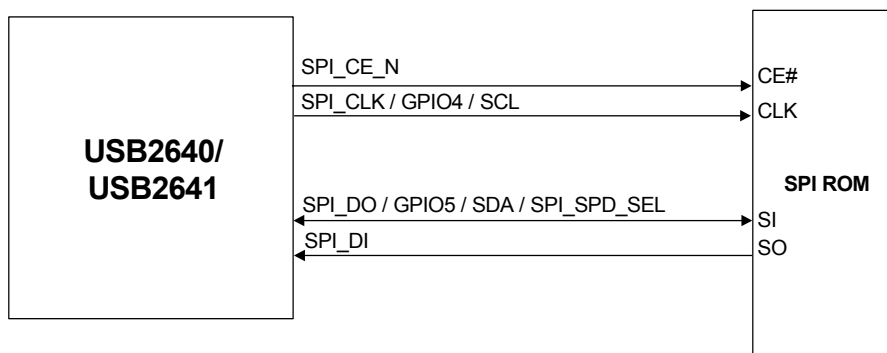 SPI_CE_N
CE#
SPI_CLK / GPIO4 / SCL
CLK
USB2640/
USB2641
SPI ROM
SPI_DO / GPIO5 / SDA / SPI_SPD_SEL
SI
SPI_DI
SO